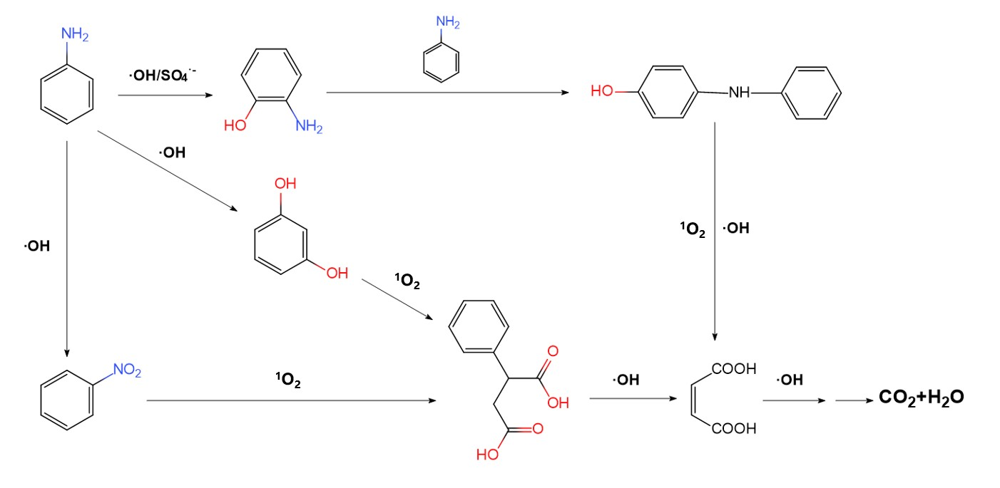 NH₂
NH₂
·OH/SO₄·⁻
HO
NH₂
HO
NH
·OH
OH
OH
·OH
¹O₂
·OH
¹O₂
NO₂
¹O₂
O
OH
O
HO
·OH
COOH
COOH
·OH
CO₂+H₂O